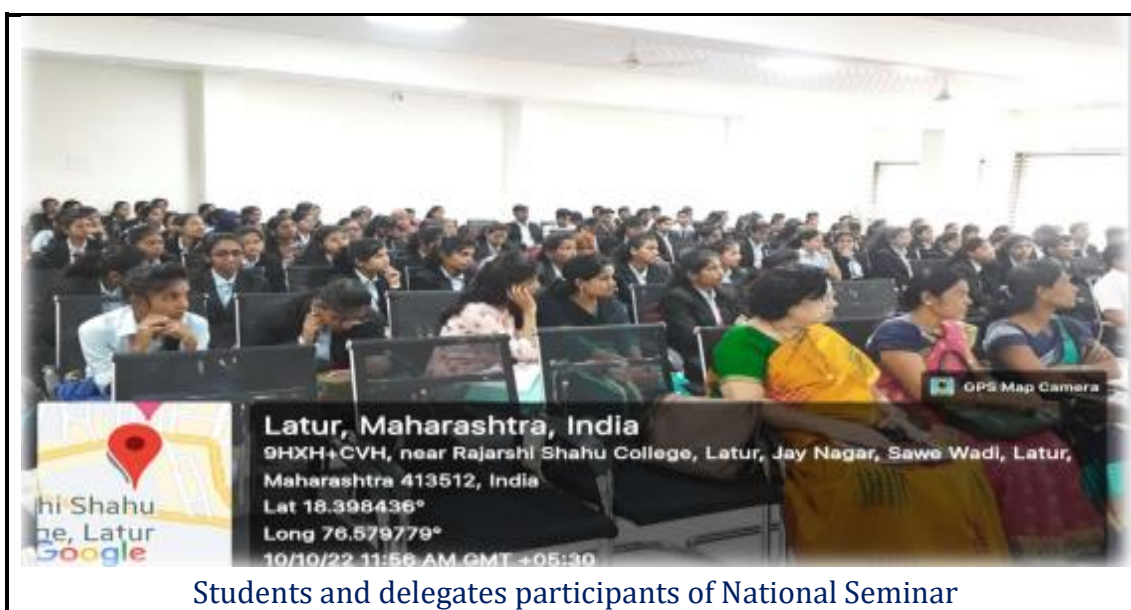 GPS Map Camera
Latur, Maharashtra, India
9HXH+CVH, near Rajarshi Shahu College, Latur, Jay Nagar, Sawe Wadi, Latur,
Maharashtra 413512, India
Lat 18.398436°
Long 76.579779°
10/10/22 11:56 AM GMT +05:30
hi Shahu
ge, Latur
Google
Students and delegates participants of National Seminar